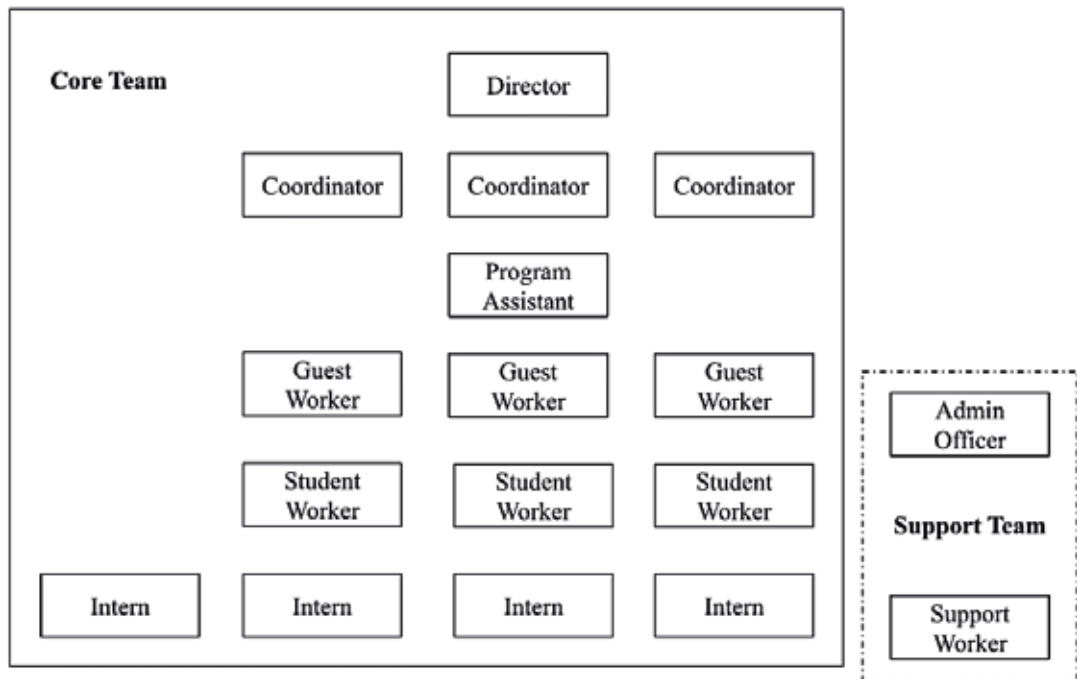 Core Team
Director
Coordinator
Coordinator
Coordinator
Program
Assistant
Guest
Worker
Guest
Worker
Guest
Worker
Student
Worker
Student
Worker
Student
Worker
Intern
Intern
Intern
Intern
Admin
Officer
Support Team
Support
Worker